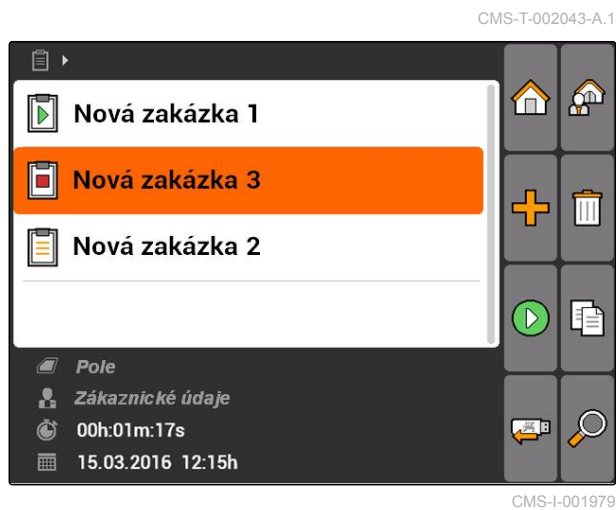 CMS-T-002043-A.1
Nová zakázka 1
Nová zakázka 3
Nová zakázka 2
Pole
Zákaznické údaje
00h:01m:17s
15.03.2016 12:15h
CMS-I-001979